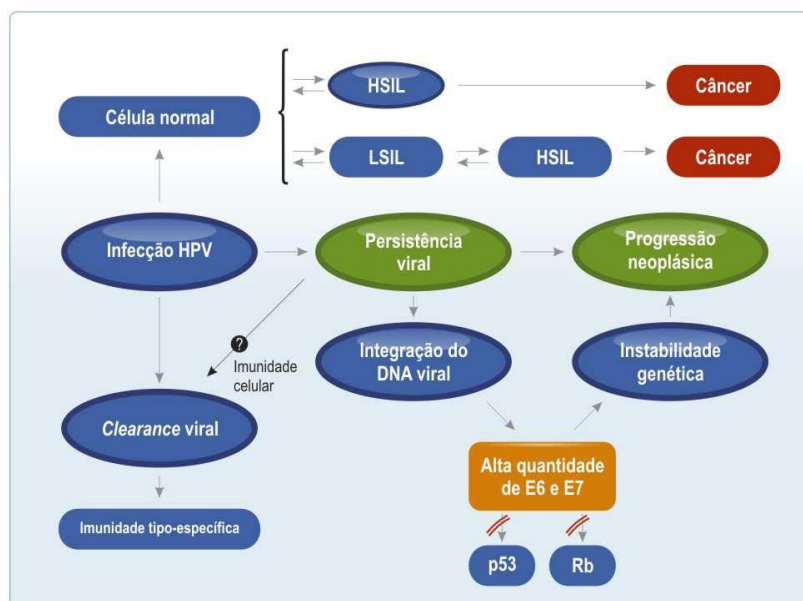 HSIL
Câncer
Célula normal
LSIL
HSIL
Câncer
Infecção HPV
Persistência
viral
Progressão
neoplásica
?
Imunidade
celular
Integração do
DNA viral
Instabilidade
genética
Clearance viral
Alta quantidade
de E6 e E7
Imunidade tipo-específica
p53
Rb